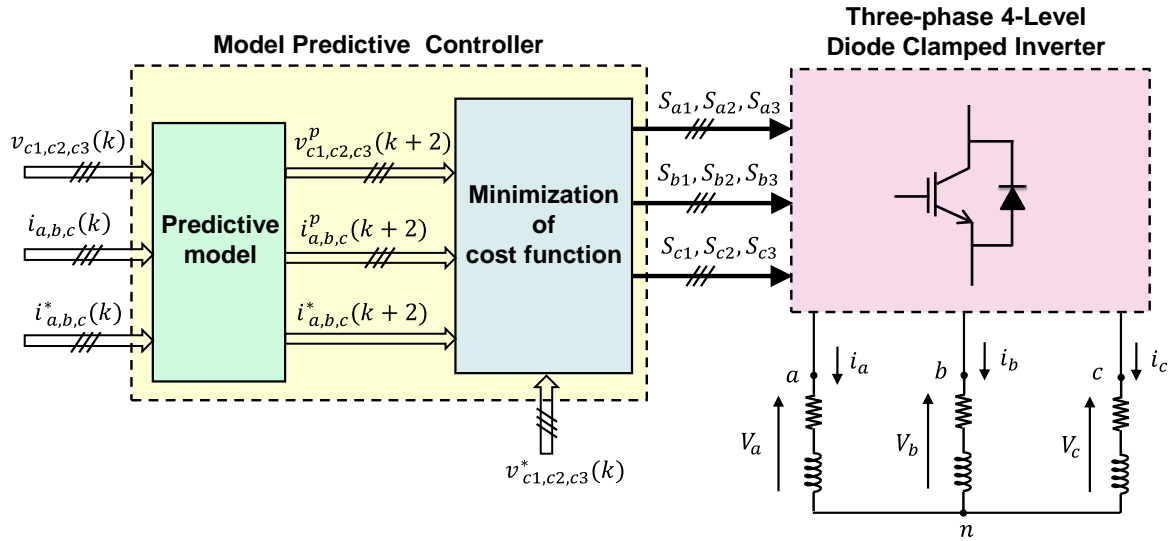 Three-phase 4-Level
Diode Clamped Inverter
Model Predictive Controller
v_{c1,c2,c3}(k)
i_{a,b,c}(k)
i^*_{a,b,c}(k)
Predictive
model
v^p_{c1,c2,c3}(k + 2)
i^p_{a,b,c}(k + 2)
i^*_{a,b,c}(k + 2)
Minimization
of
cost function
v^*_{c1,c2,c3}(k)
S_{a1}, S_{a2}, S_{a3}
S_{b1}, S_{b2}, S_{b3}
S_{c1}, S_{c2}, S_{c3}
a
i_a
b
i_b
c
i_c
V_a
V_b
V_c
n